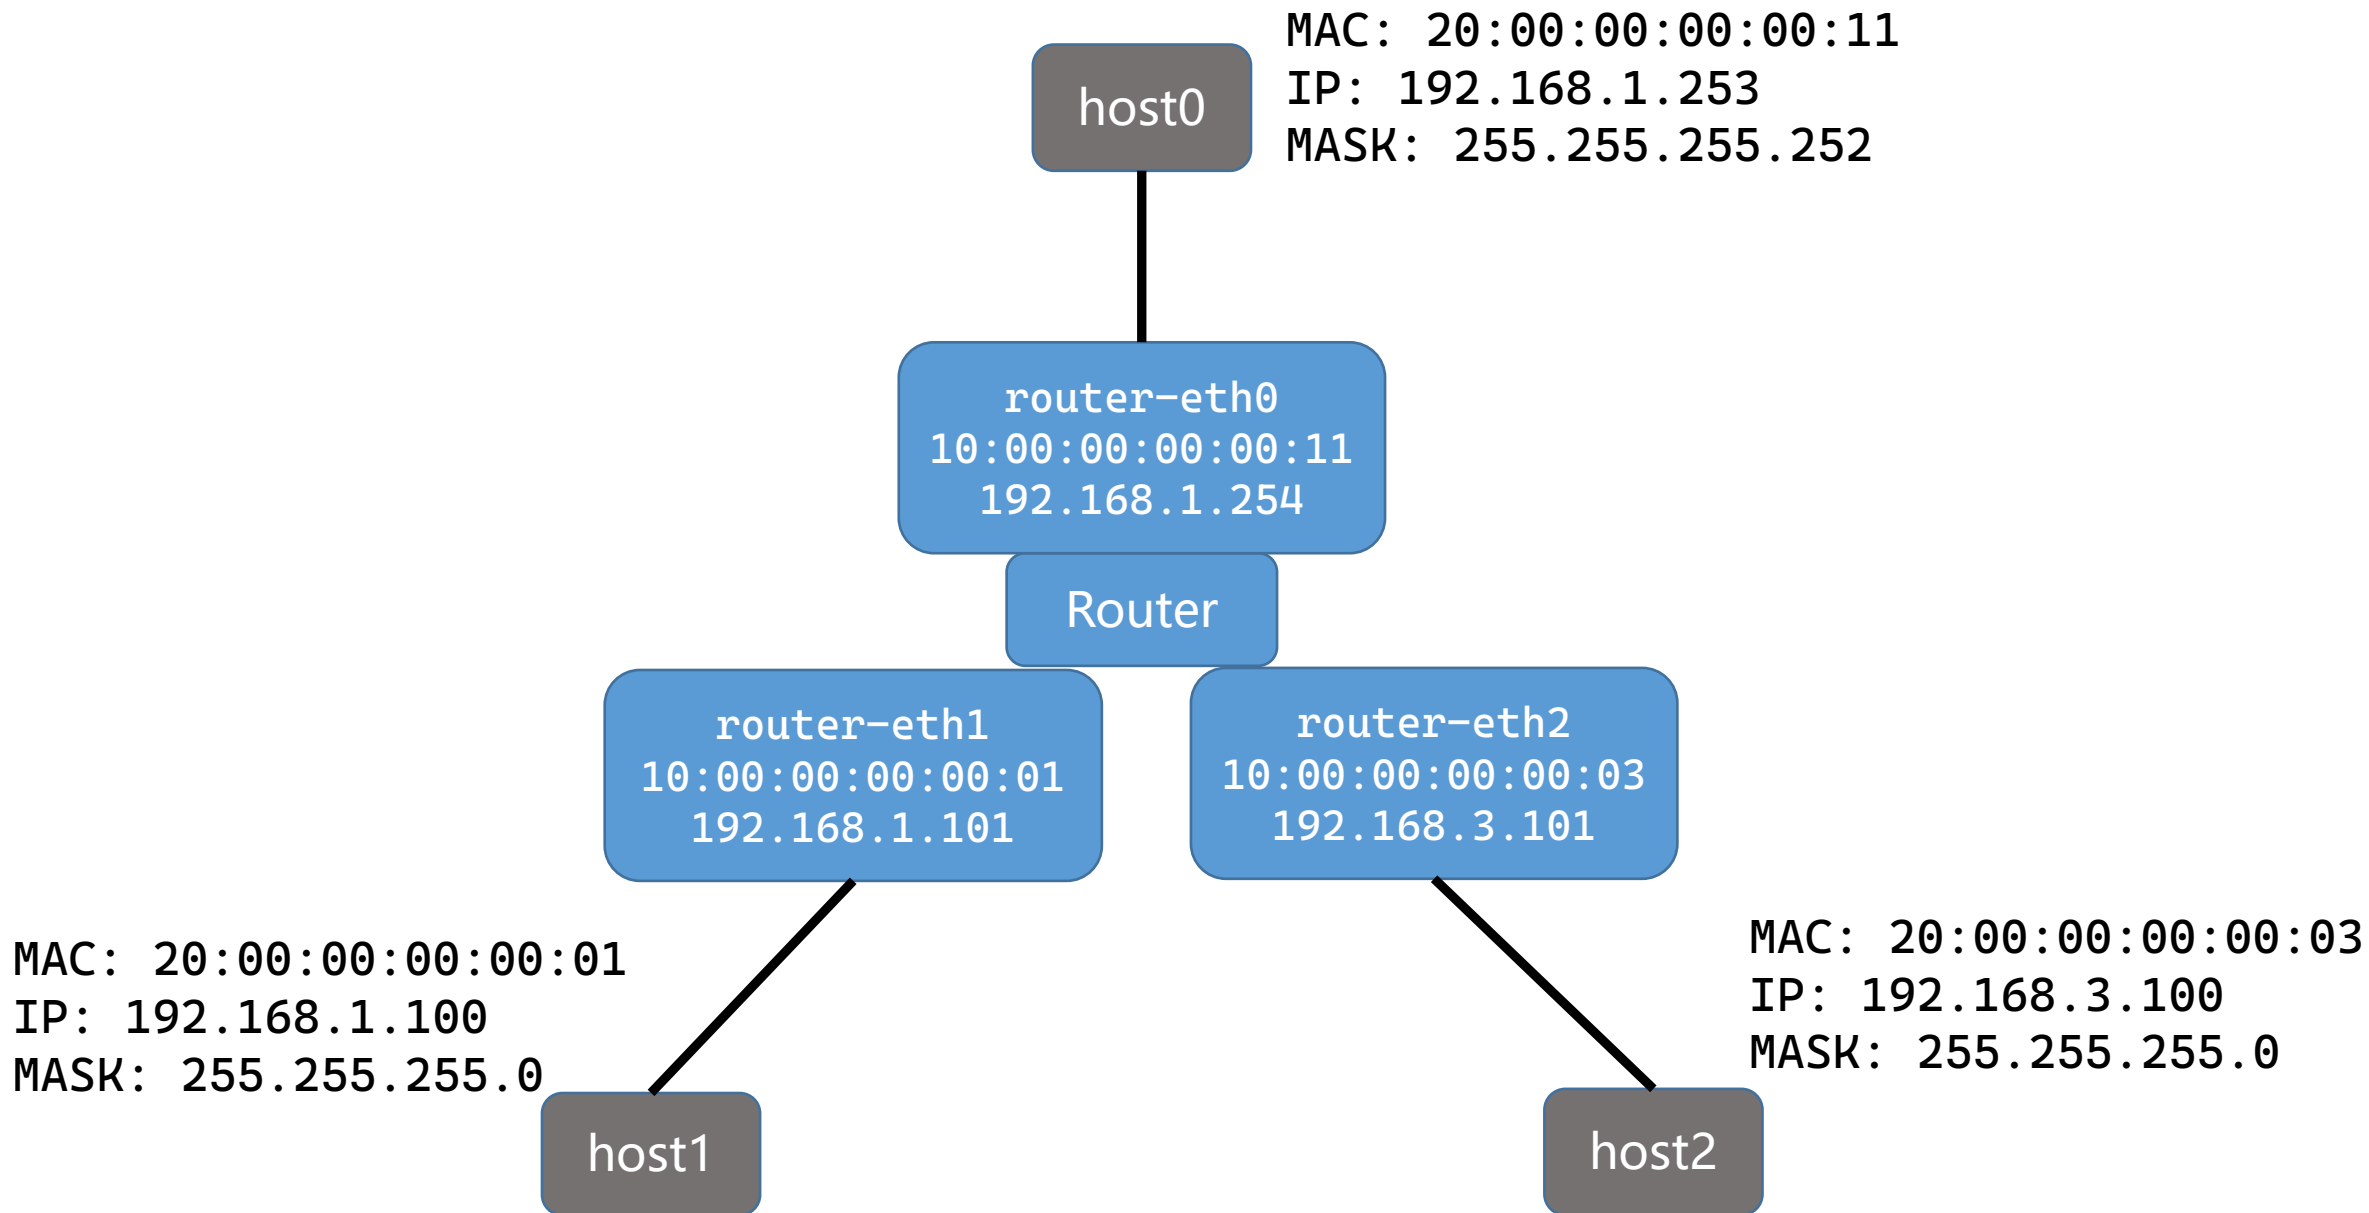 MAC: 20:00:00:00:00:11
IP: 192.168.1.253
MASK: 255.255.255.252
host0
router-eth0
10:00:00:00:00:11
192.168.1.254
Router
router-eth1
10:00:00:00:00:01
192.168.1.101
router-eth2
10:00:00:00:00:03
192.168.3.101
MAC: 20:00:00:00:00:01
IP: 192.168.1.100
MASK: 255.255.255.0
host1
MAC: 20:00:00:00:00:03
IP: 192.168.3.100
MASK: 255.255.255.0
host2